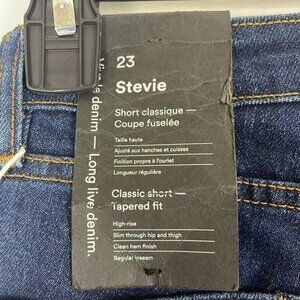 23
Stevie
Short classique —
Coupe fuselée
Taille haute
Ajusté aux hanches et cuisses
Finition propre à l'ourlet
Longueur régulière
Classic short —
Tapered fit
High-rise
Slim through hip and thigh
Clean hem finish
Regular inseam
denim — Long live denim.